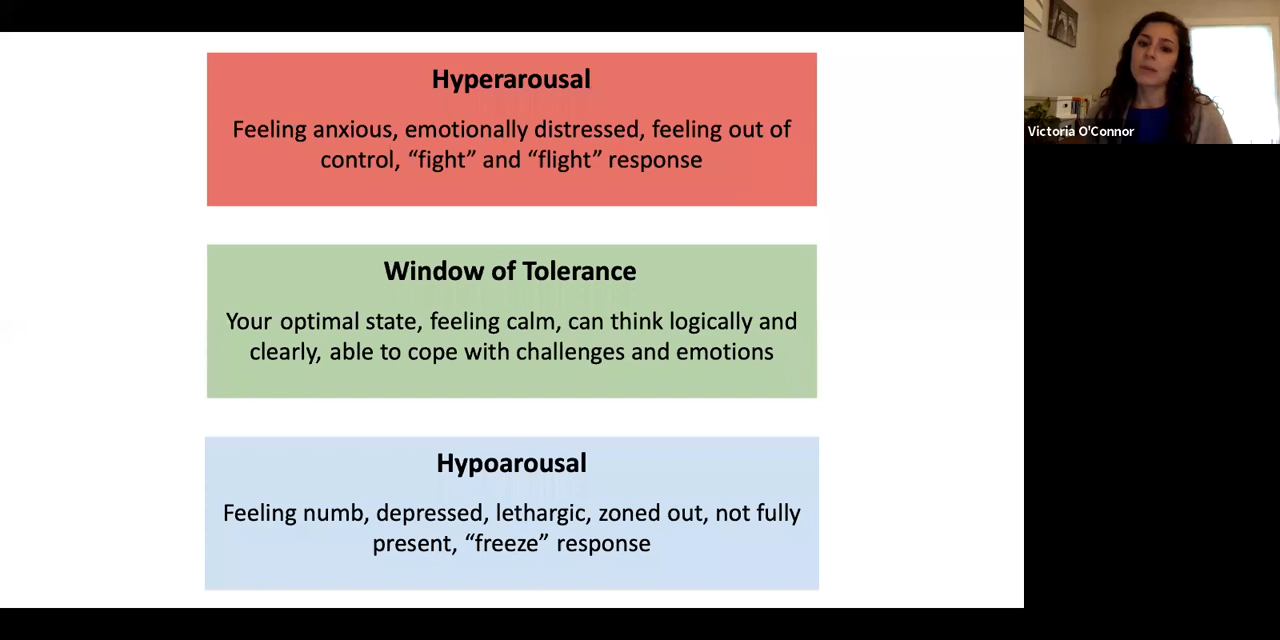 Hyperarousal
Feeling anxious, emotionally distressed, feeling out of
control, “fight” and “flight” response
Window of Tolerance
Your optimal state, feeling calm, can think logically and
clearly, able to cope with challenges and emotions
Hypoarousal
Feeling numb, depressed, lethargic, zoned out, not fully
present, “freeze” response
Victoria O'Connor